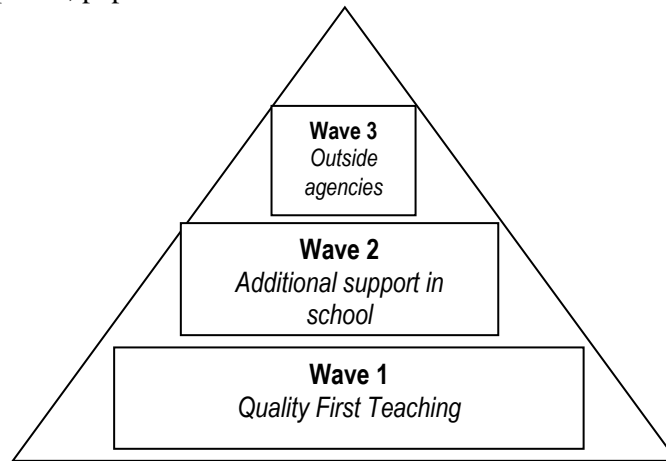 Wave 3
Outside
agencies
Wave 2
Additional support in
school
Wave 1
Quality First Teaching